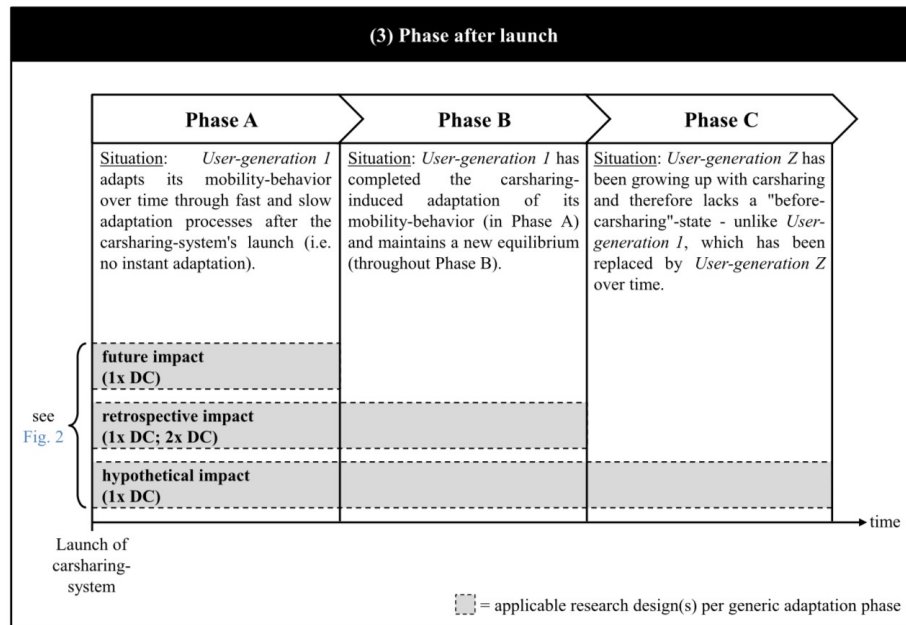 (3) Phase after launch
Phase A
Phase B
Phase C
Situation: User-generation 1
adapts its mobility-behavior
over time through fast and slow
adaptation processes after the
carsharing-system's launch (i.e.
no instant adaptation).
Situation: User-generation 1 has
completed the carsharing-
induced adaptation of its
mobility-behavior (in Phase A)
and maintains a new equilibrium
(throughout Phase B).
Situation: User-generation Z has
been growing up with carsharing
and therefore lacks a "before-
carsharing"-state - unlike User-
generation 1, which has been
replaced by User-generation Z
over time.
future impact
(1x DC)
see
Fig. 2
retrospective impact
(1x DC; 2x DC)
hypothetical impact
(1x DC)
time
Launch of
carsharing-
system
= applicable research design(s) per generic adaptation phase